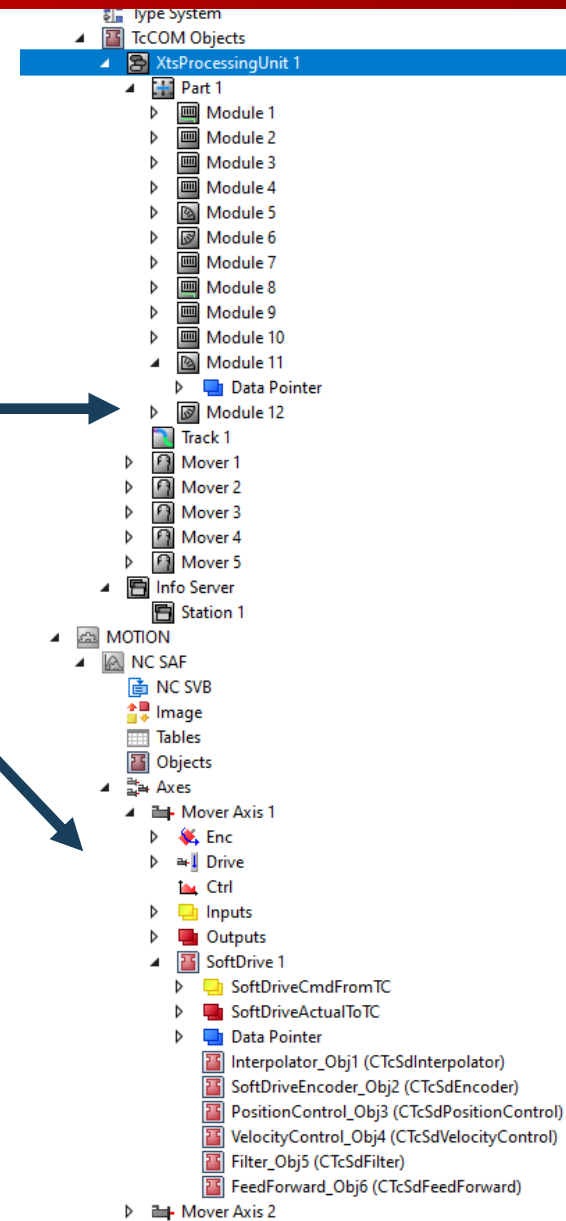 Type System
TcCOM Objects
XtsProcessingUnit 1
Part 1
Module 1
Module 2
Module 3
Module 4
Module 5
Module 6
Module 7
Module 8
Module 9
Module 10
Module 11
Data Pointer
Module 12
Track 1
Mover 1
Mover 2
Mover 3
Mover 4
Mover 5
Info Server
Station 1
MOTION
NC SAF
NC SVB
Image
Tables
Objects
Axes
Mover Axis 1
Enc
Drive
Ctrl
Inputs
Outputs
SoftDrive 1
SoftDriveCmdFromTC
SoftDriveActualToTC
Data Pointer
Interpolator_Obj1 (CTcSdInterpolator)
SoftDriveEncoder_Obj2 (CTcSdEncoder)
PositionControl_Obj3 (CTcSdPositionControl)
VelocityControl_Obj4 (CTcSdVelocityControl)
Filter_Obj5 (CTcSdFilter)
FeedForward_Obj6 (CTcSdFeedForward)
Mover Axis 2